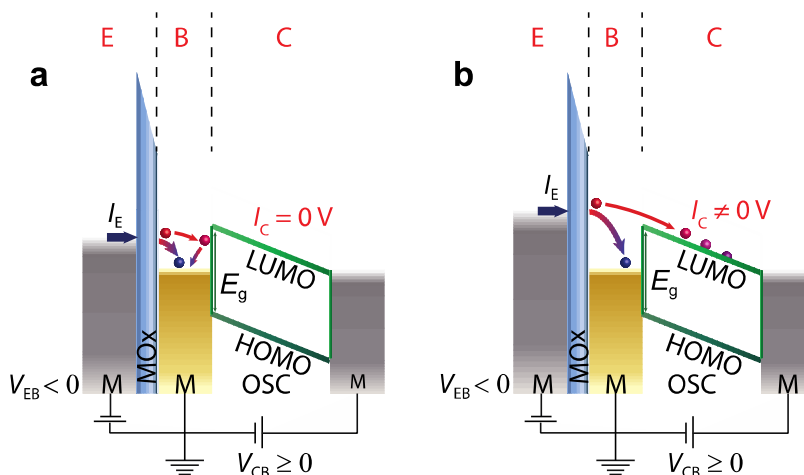 a
E B C
I_E
I_C = 0 V
LUMO
E_g
HOMO
MOx
OSC
V_EB < 0
M M M
V_CB ≥ 0
b
E B C
I_E
I_C ≠ 0 V
LUMO
E_g
HOMO
MOx
OSC
V_EB < 0
M M M
V_CB ≥ 0